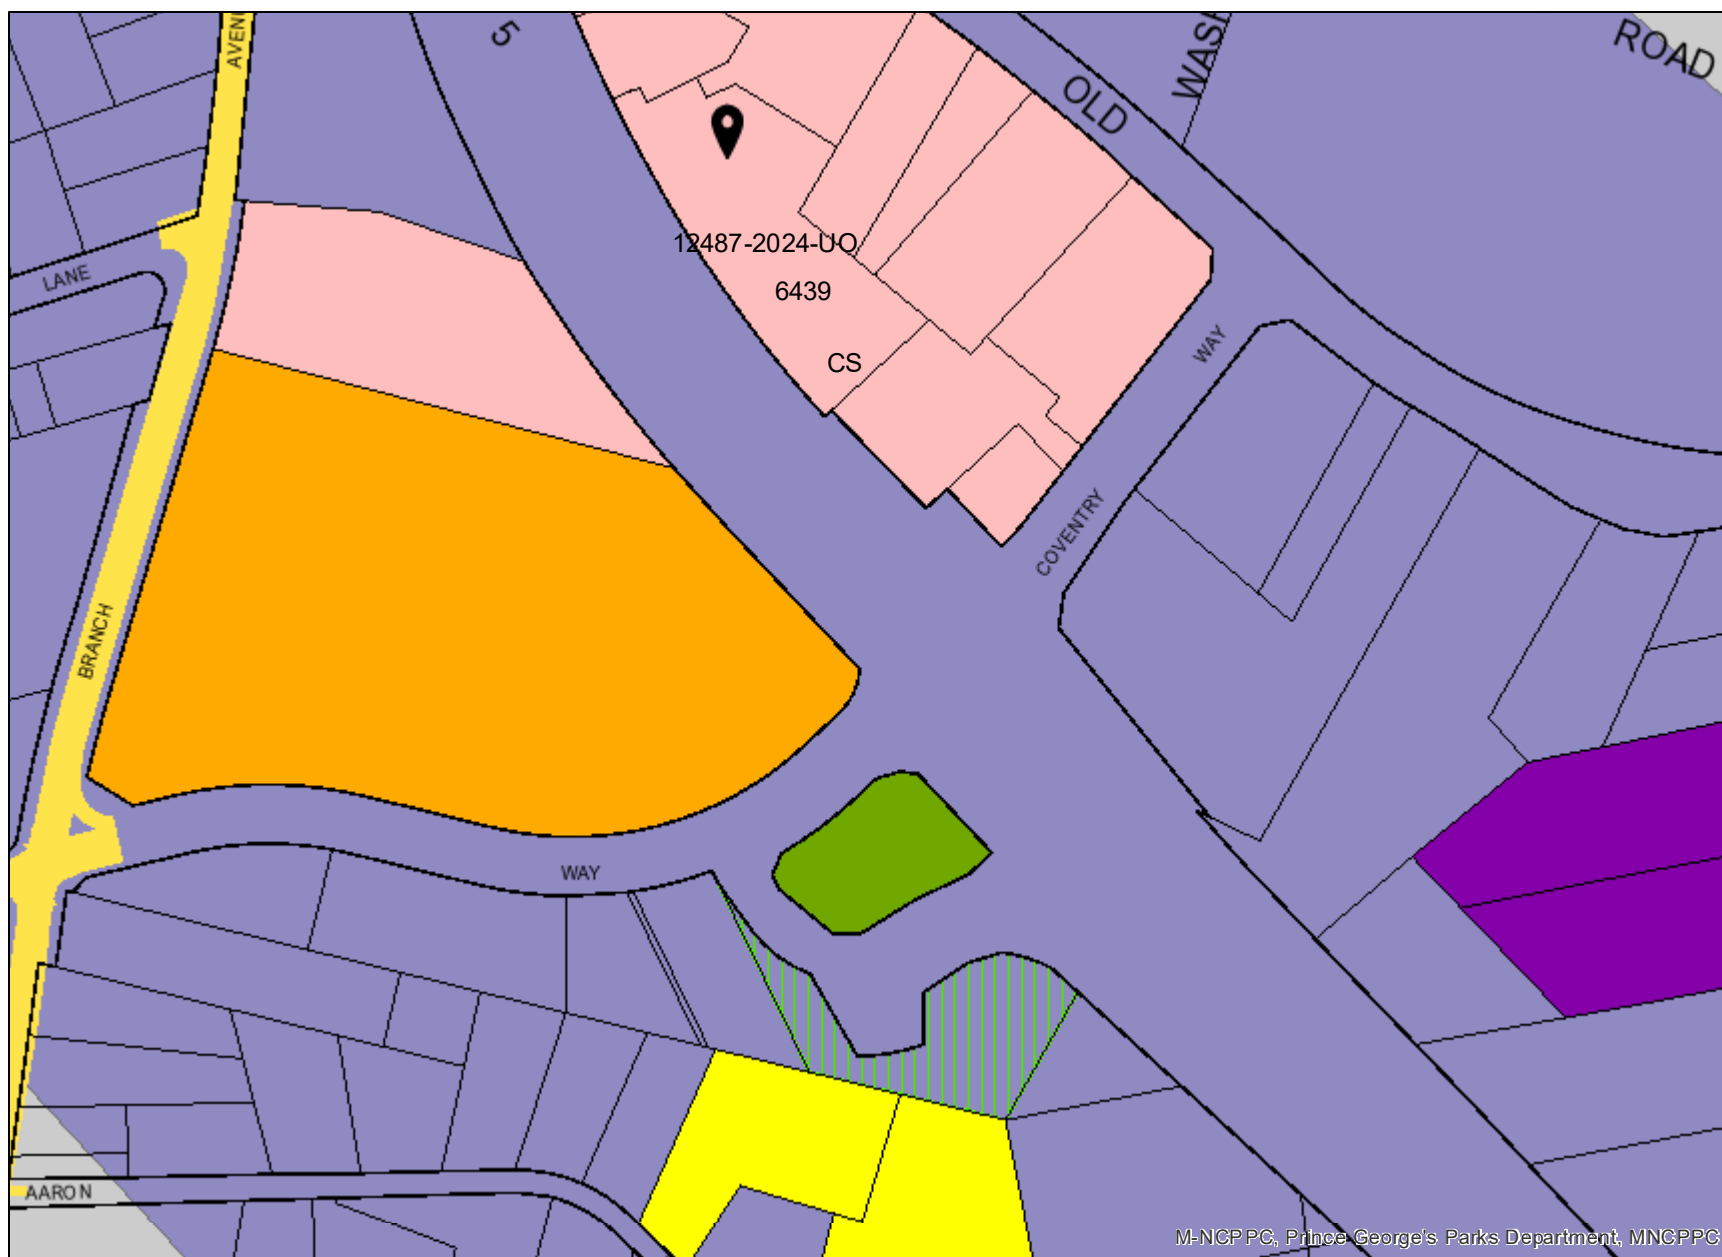 AVEN
5
OLD
WASH
ROAD
12487-2024-UO
6439
CS
LANE
WAY
COVENTRY
BRANCH
WAY
AARON
M-NCPPC, Prince George's Parks Department, MNCPPC